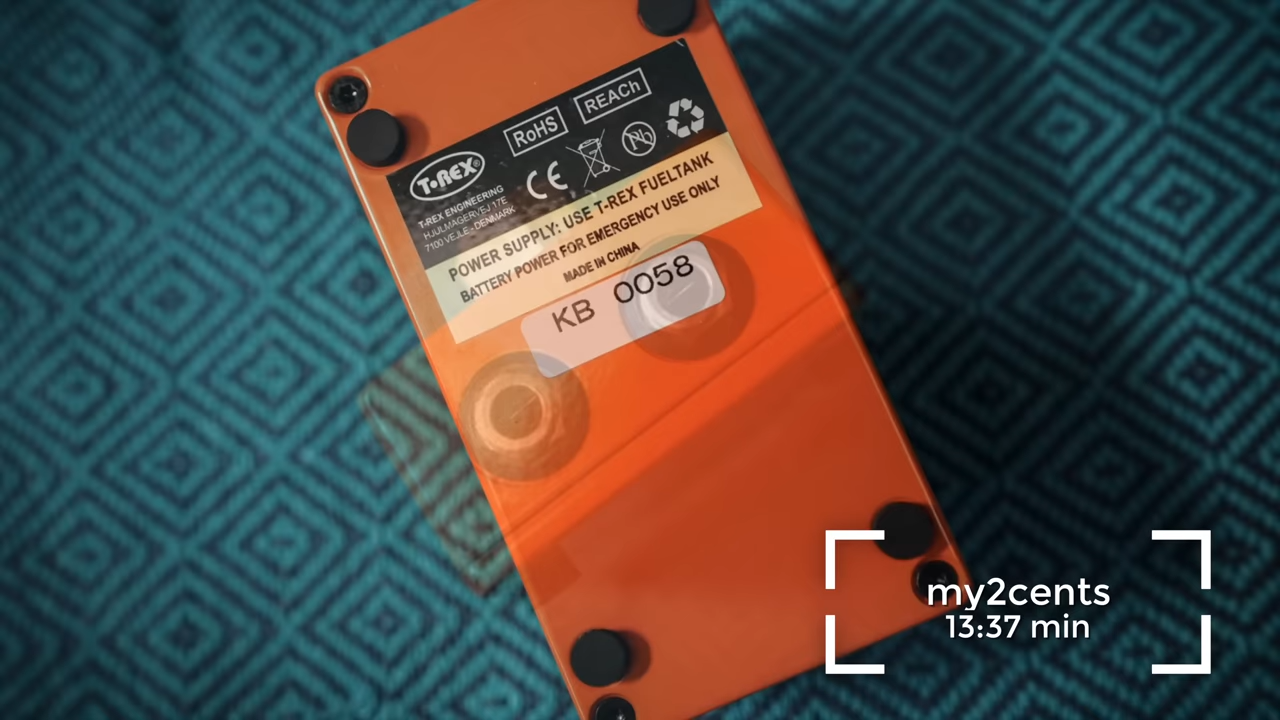 RoHS
REACh
T-REX®
T-REX ENGINEERING
HJULMAGERVEJ 17E
7100 VEJLE - DENMARK
CE
Pb
POWER SUPPLY: USE T-REX FUELTANK
BATTERY POWER FOR EMERGENCY USE ONLY
MADE IN CHINA
KB 0058
my2cents
13:37 min